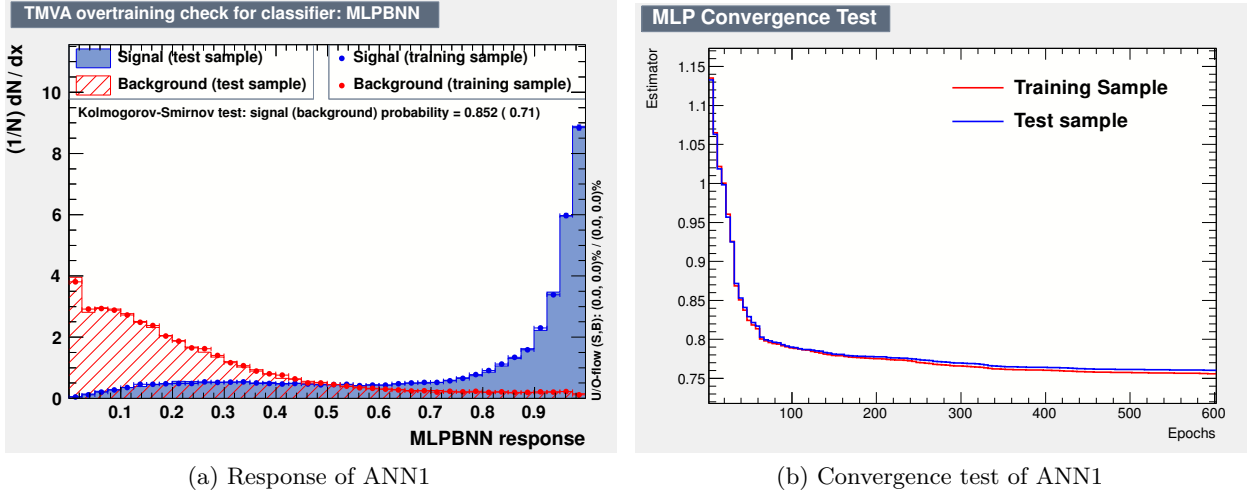 TMVA overtraining check for classifier: MLPBNN
Signal (test sample)
Background (test sample)
Signal (training sample)
Background (training sample)
Kolmogorov-Smirnov test: signal (background) probability = 0.852 ( 0.71)
(1/N) dN / dx
10
8
6
4
2
0
0.1 0.2 0.3 0.4 0.5 0.6 0.7 0.8 0.9
MLPBNN response
U/O-flow (S,B): (0.0, 0.0)% / (0.0, 0.0)%
(a) Response of ANN1
MLP Convergence Test
Estimator
1.15
1.1
1.05
1
0.95
0.9
0.85
0.8
0.75
Training Sample
Test sample
100 200 300 400 500 600
Epochs
(b) Convergence test of ANN1